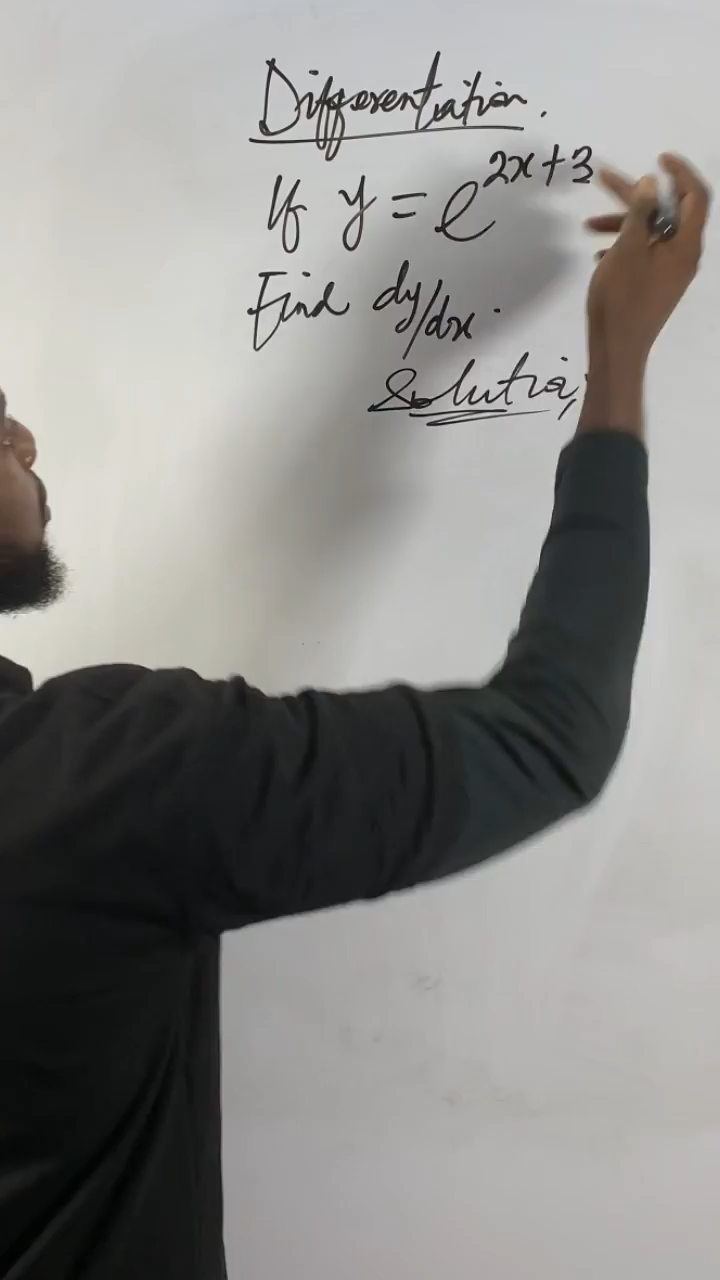 Differentiation.
If y = e^{2x+3}
Find dy/dx.
Solution;